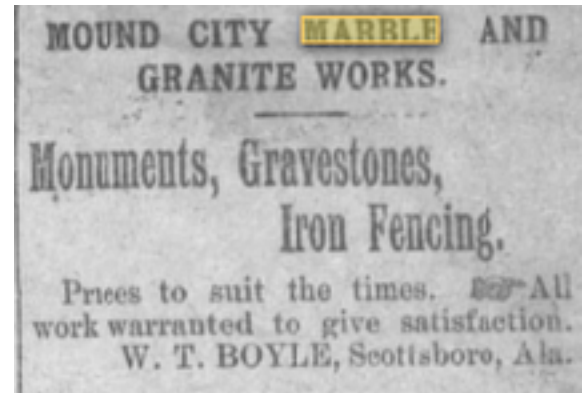 MOUND CITY MARBLE AND
GRANITE WORKS.
Monuments, Gravestones,
Iron Fencing.
Prices to suit the times. ☞All
work warranted to give satisfaction.
W. T. BOYLE, Scottsboro, Ala.